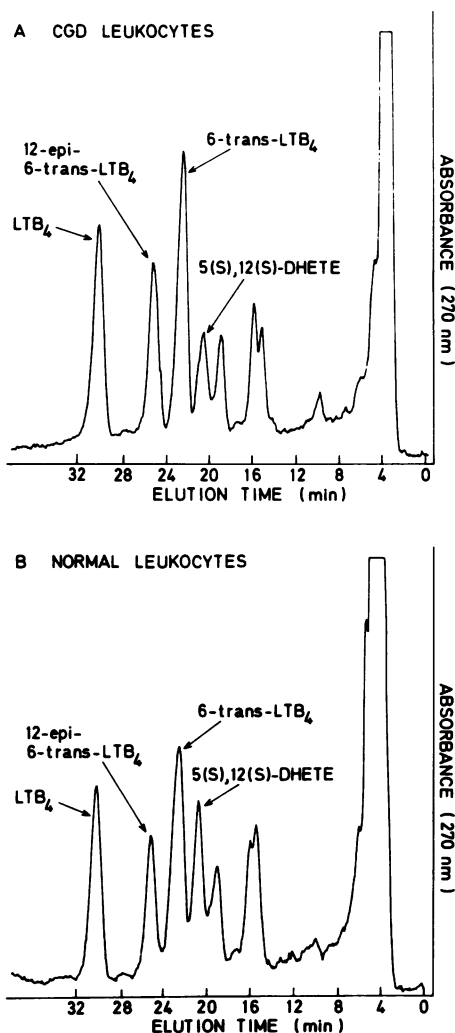 A CGD LEUKOCYTES
6-trans-LTB₄
12-epi-
6-trans-LTB₄
LTB₄
5(S),12(S)-DHETE
ABSORBANCE (270 nm)
32 28 24 20 16 12 8 4 0
ELUTION TIME (min)
B NORMAL LEUKOCYTES
6-trans-LTB₄
12-epi-
6-trans-LTB₄
5(S),12(S)-DHETE
LTB₄
ABSORBANCE (270 nm)
32 28 24 20 16 12 8 4 0
ELUTION TIME (min)